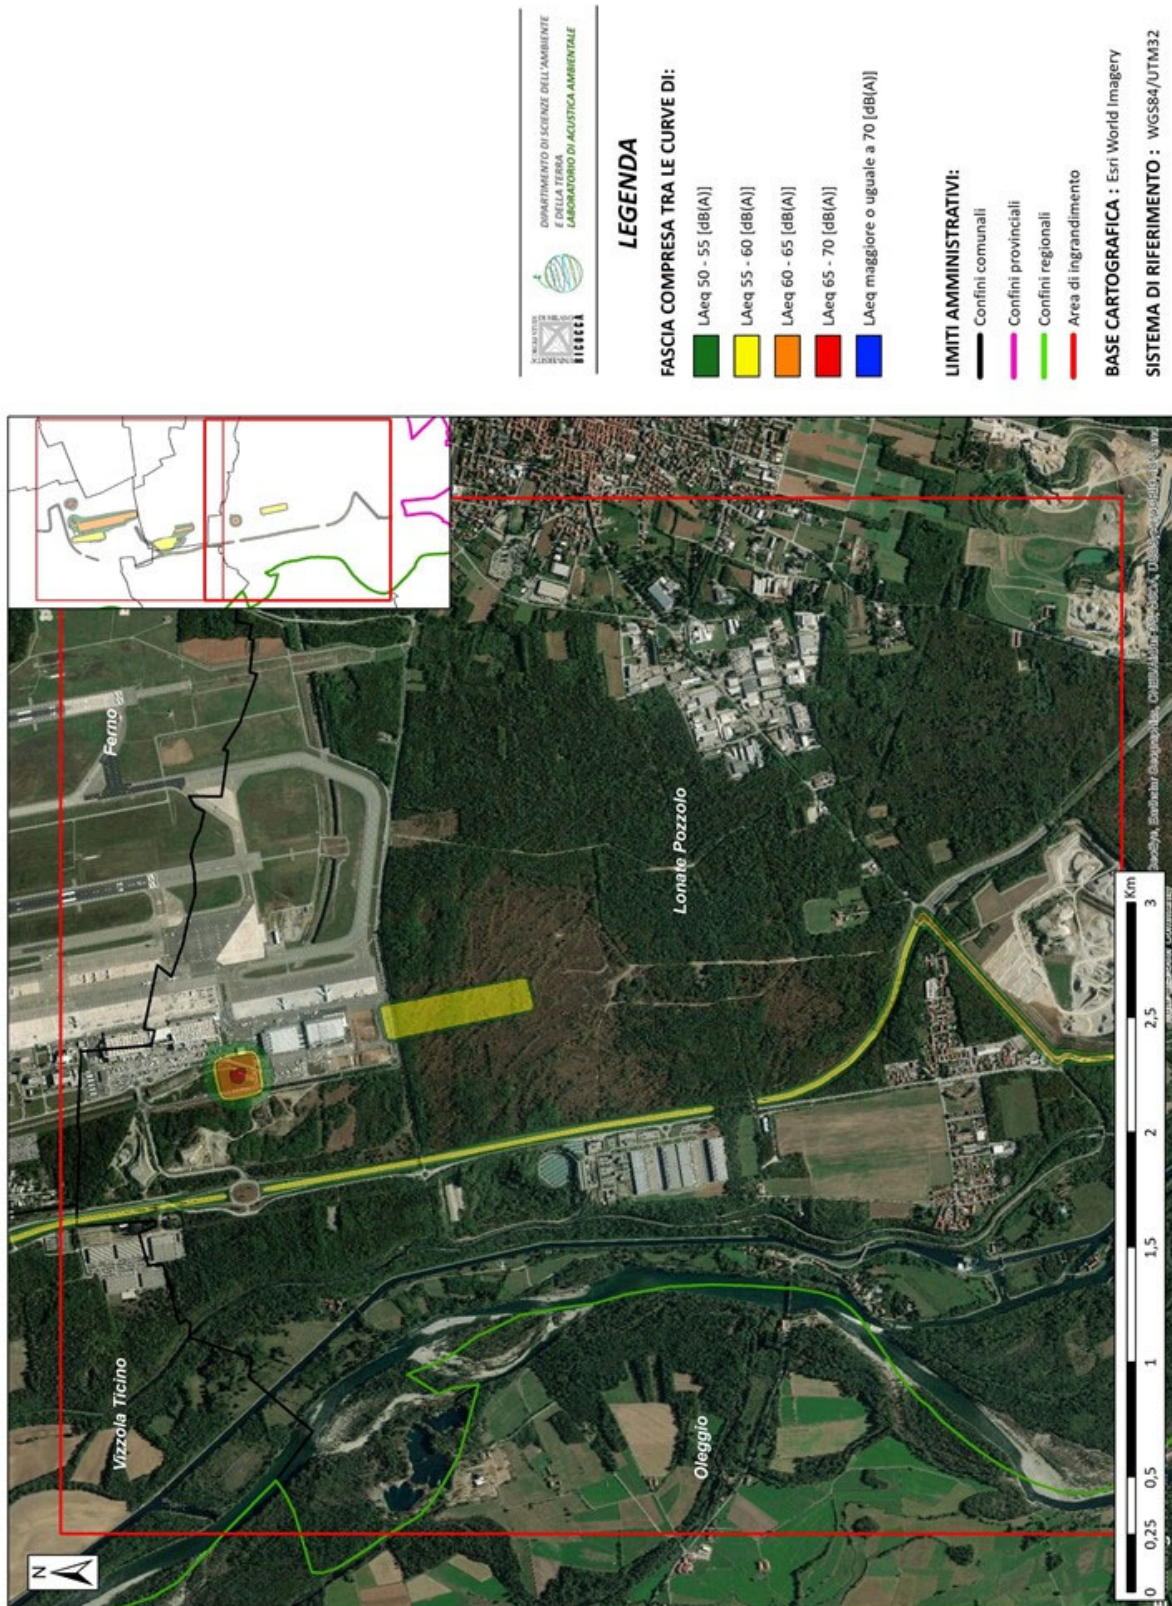 DIPARTIMENTO DI SCIENZE DELL'AMBIENTE
E DELLA TERRA
LABORATORIO DI ACUSTICA AMBIENTALE
BICOCCA
LEGENDA
FASCIA COMPRESA TRA LE CURVE DI:
LAeq 50 - 55 [dB(A)]
LAeq 55 - 60 [dB(A)]
LAeq 60 - 65 [dB(A)]
LAeq 65 - 70 [dB(A)]
LAeq maggiore o uguale a 70 [dB(A)]
LIMITI AMMINISTRATIVI:
Confini comunali
Confini provinciali
Confini regionali
Area di ingrandimento
BASE CARTOGRAFICA : Esri World Imagery
SISTEMA DI RIFERIMENTO : WGS84/UTM32
N
Vizzola Ticino
Ferno
Lonate Pozzolo
Oleggio
0 0,25 0,5 1 1,5 2 2,5 3
Km